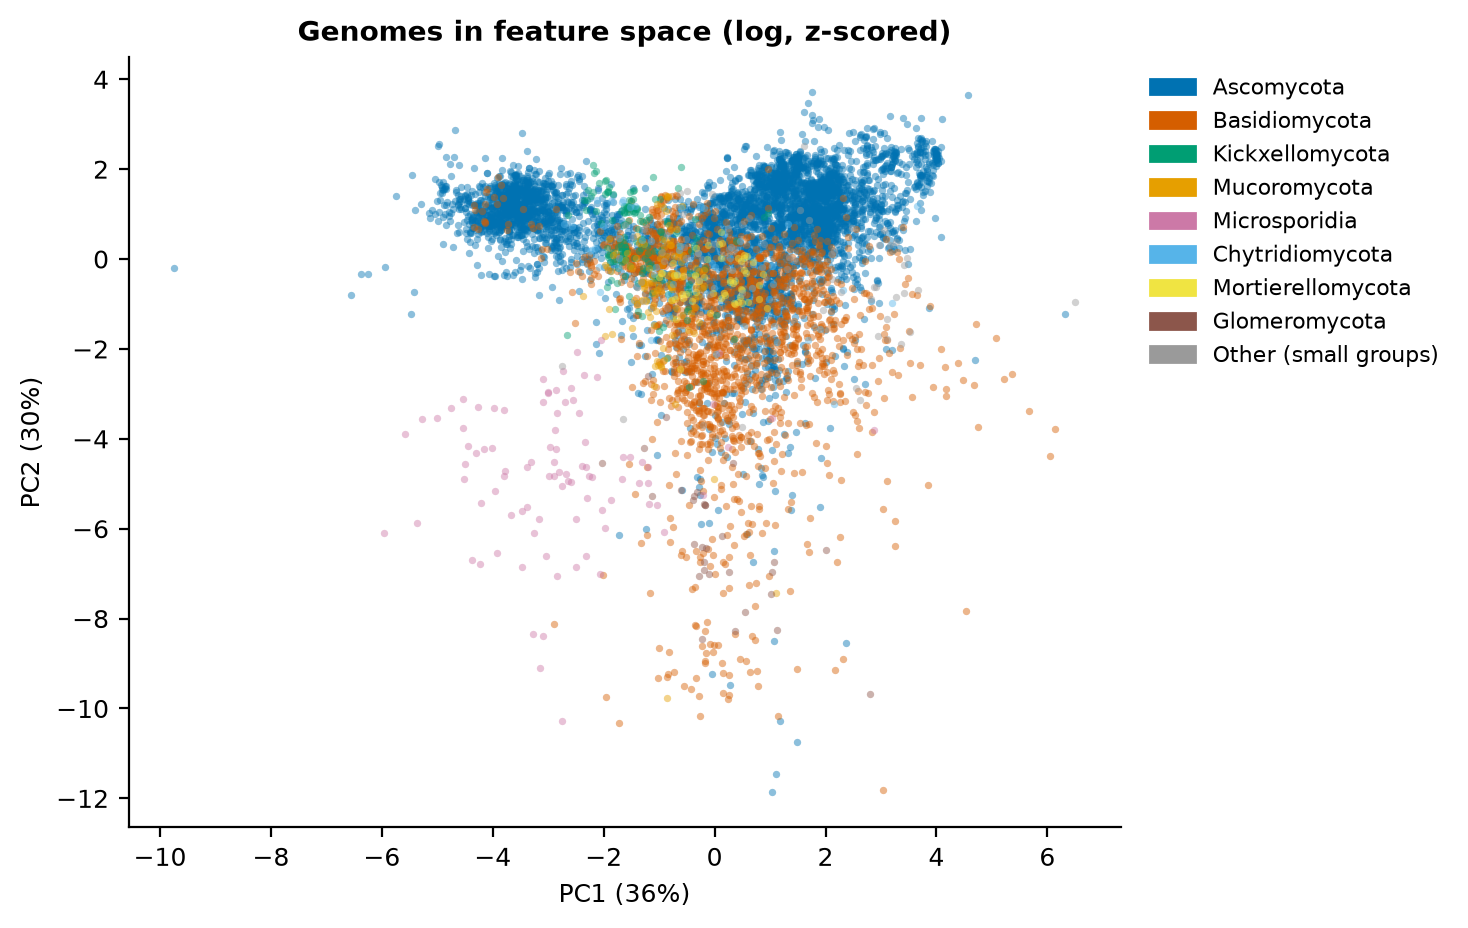 Genomes in feature space (log, z-scored)
4
2
0
−2
−4
−6
−8
−10
−12
PC2 (30%)
−10 −8 −6 −4 −2 0 2 4 6
PC1 (36%)
Ascomycota
Basidiomycota
Kickxellomycota
Mucoromycota
Microsporidia
Chytridiomycota
Mortierellomycota
Glomeromycota
Other (small groups)